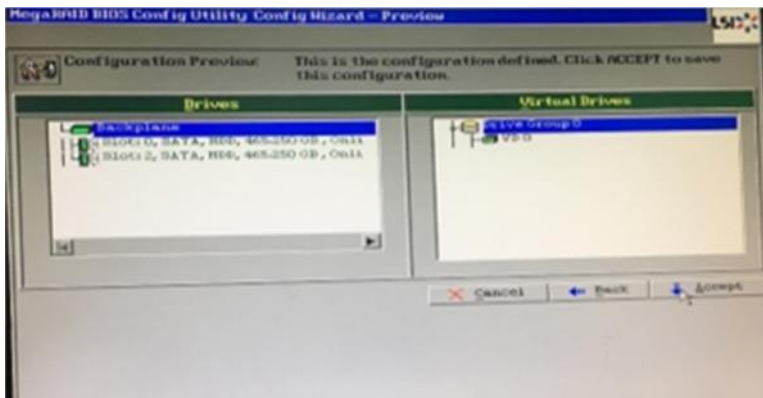 MegaRAID BIOS Config Utility Config Wizard - Preview
LSI
Configuration Preview: This is the configuration defined. Click ACCEPT to save
this configuration.
Drives
Virtual Drives
Backplane
Slot: 0, SATA, HDD, 465.250 GB, Onli
Slot: 2, SATA, HDD, 465.250 GB, Onli
Drive Group 0
VD 0
Cancel
Back
Accept